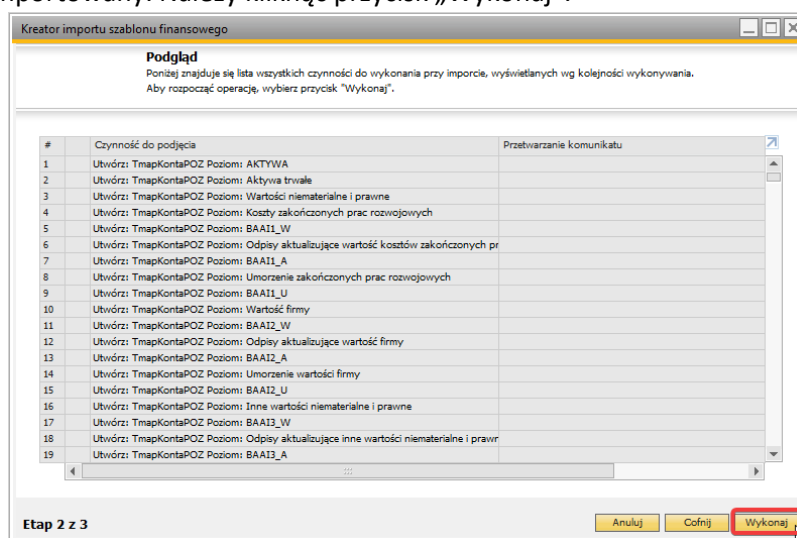 Należy kliknąć przycisk „Wykonaj".
Kreator importu szablonu finansowego
Podgląd
Poniżej znajduje się lista wszystkich czynności do wykonania przy imporcie, wyświetlanych wg kolejności wykonywania.
Aby rozpocząć operację, wybierz przycisk "Wykonaj".
# Czynność do podjęcia Przetwarzanie komunikatu
1 Utwórz: TmapKontaPOZ Poziom: AKTYWA
2 Utwórz: TmapKontaPOZ Poziom: Aktywa trwałe
3 Utwórz: TmapKontaPOZ Poziom: Wartości niematerialne i prawne
4 Utwórz: TmapKontaPOZ Poziom: Koszty zakończonych prac rozwojowych
5 Utwórz: TmapKontaPOZ Poziom: BAAI1_W
6 Utwórz: TmapKontaPOZ Poziom: Odpisy aktualizujące wartość kosztów zakończonych pr
7 Utwórz: TmapKontaPOZ Poziom: BAAI1_A
8 Utwórz: TmapKontaPOZ Poziom: Umorzenie zakończonych prac rozwojowych
9 Utwórz: TmapKontaPOZ Poziom: BAAI1_U
10 Utwórz: TmapKontaPOZ Poziom: Wartość firmy
11 Utwórz: TmapKontaPOZ Poziom: BAAI2_W
12 Utwórz: TmapKontaPOZ Poziom: Odpisy aktualizujące wartość firmy
13 Utwórz: TmapKontaPOZ Poziom: BAAI2_A
14 Utwórz: TmapKontaPOZ Poziom: Umorzenie wartości firmy
15 Utwórz: TmapKontaPOZ Poziom: BAAI2_U
16 Utwórz: TmapKontaPOZ Poziom: Inne wartości niematerialne i prawne
17 Utwórz: TmapKontaPOZ Poziom: BAAI3_W
18 Utwórz: TmapKontaPOZ Poziom: Odpisy aktualizujące inne wartości niematerialne i prawr
19 Utwórz: TmapKontaPOZ Poziom: BAAI3_A
Etap 2 z 3 Anuluj Cofnij Wykonaj